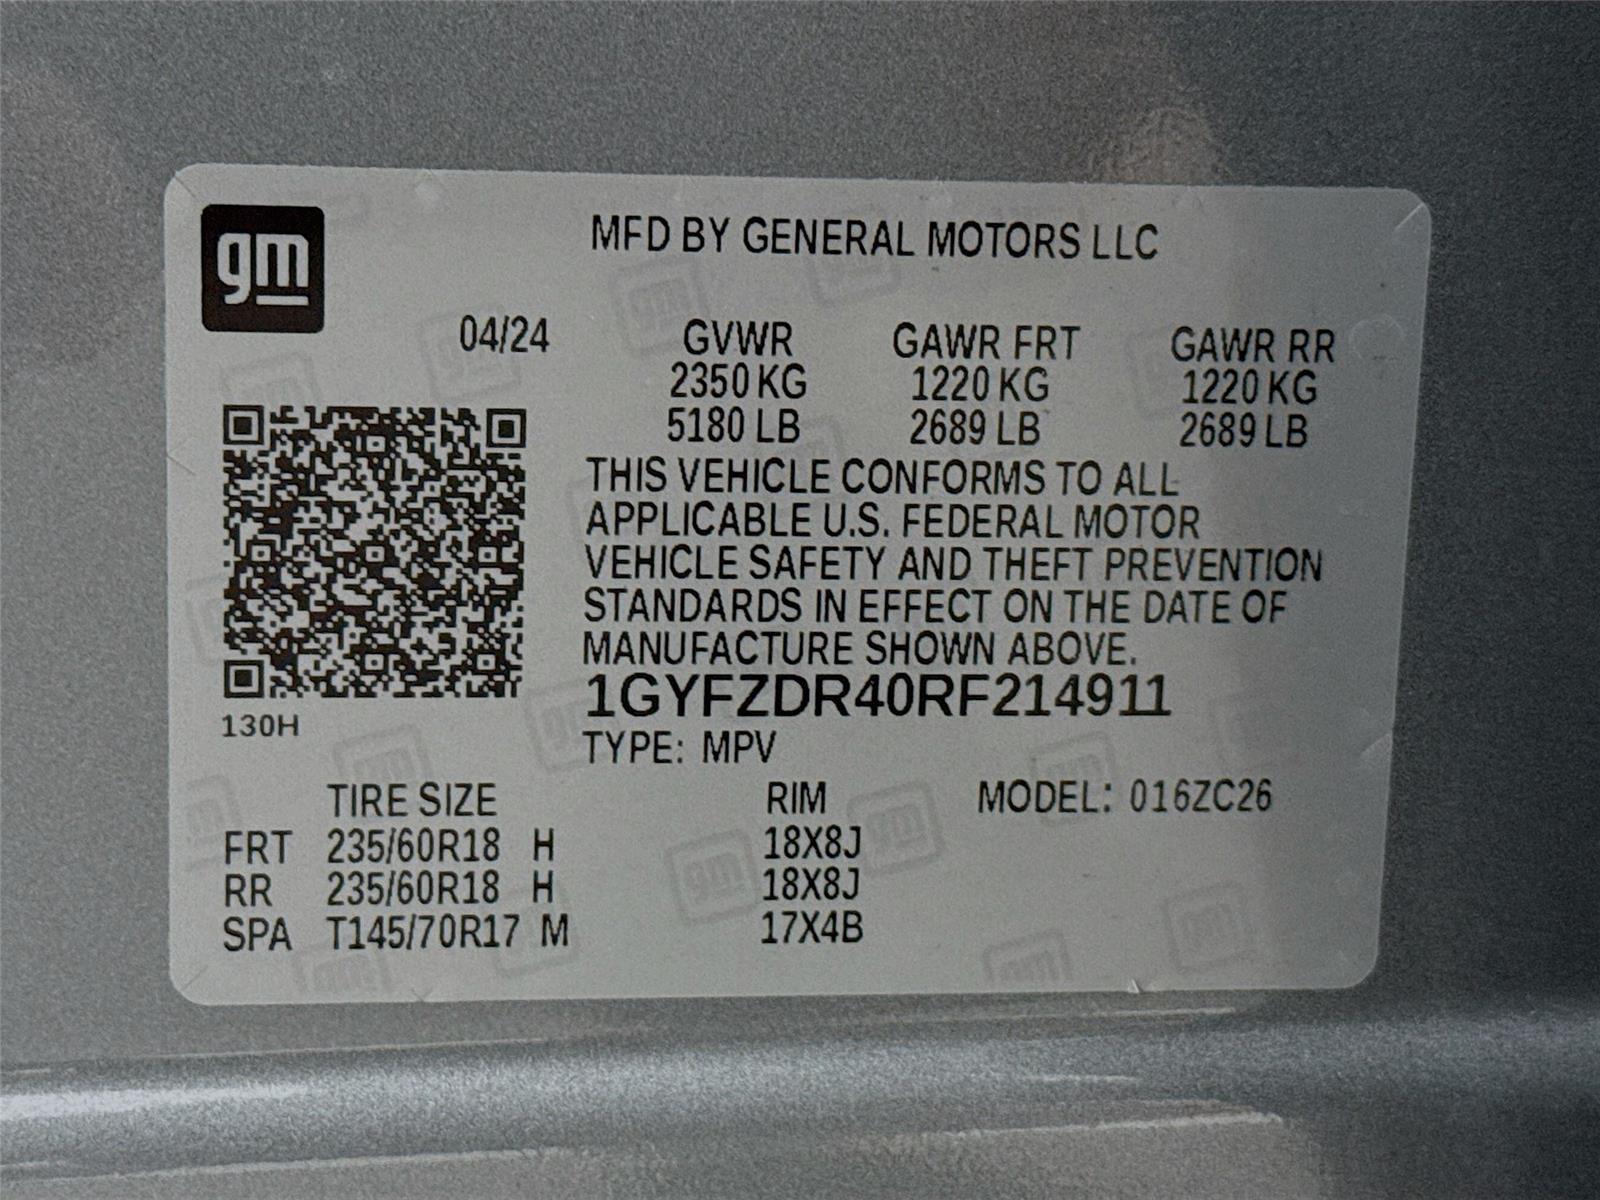 gm
MFD BY GENERAL MOTORS LLC
04/24 GVWR GAWR FRT GAWR RR
2350 KG 1220 KG 1220 KG
5180 LB 2689 LB 2689 LB
THIS VEHICLE CONFORMS TO ALL
APPLICABLE U.S. FEDERAL MOTOR
VEHICLE SAFETY AND THEFT PREVENTION
STANDARDS IN EFFECT ON THE DATE OF
MANUFACTURE SHOWN ABOVE.
1GYFZDR40RF214911
130H
TYPE: MPV
TIRE SIZE RIM MODEL: 016ZC26
FRT 235/60R18 H 18X8J
RR 235/60R18 H 18X8J
SPA T145/70R17 M 17X4B